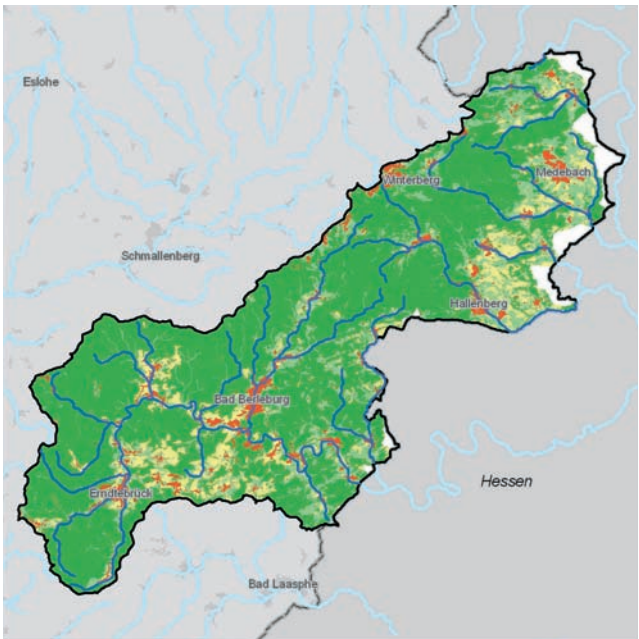 Eslohe
Winterberg
Medebach
Schmallenberg
Hallenberg
Bad Berleburg
Hessen
Erndtebrück
Bad Laasphe